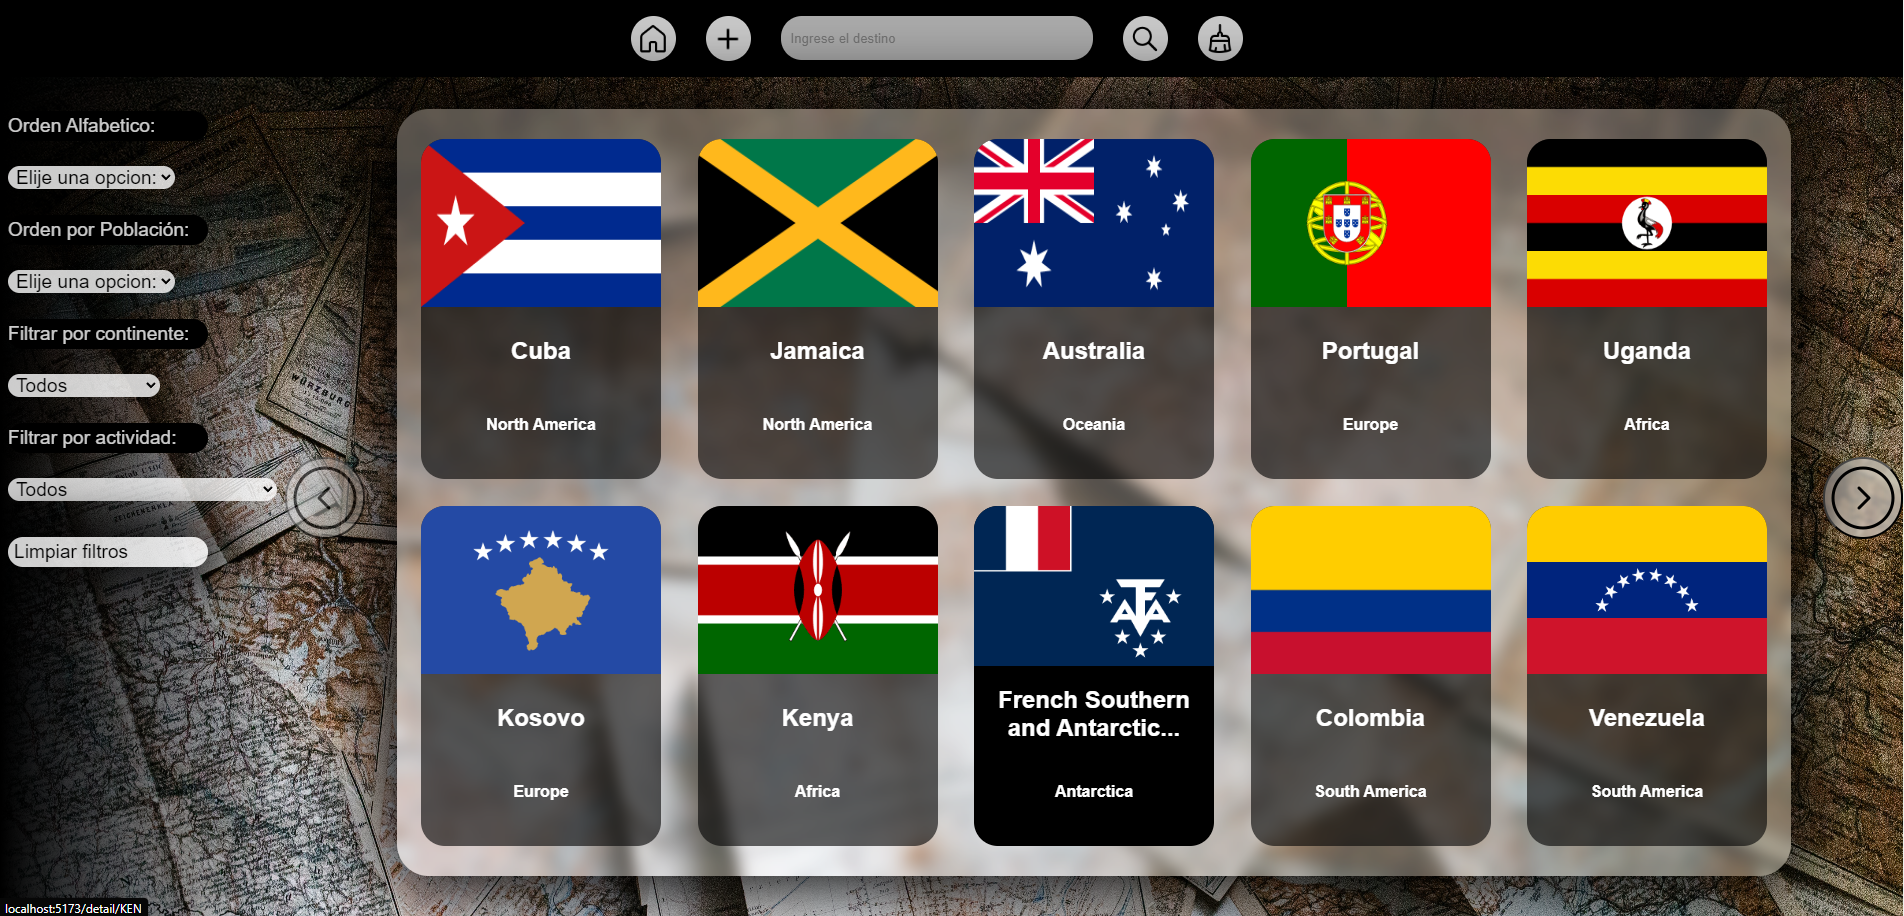 Ingrese el destino
Orden Alfabetico:
Elije una opcion:
Orden por Población:
Elije una opcion:
Filtrar por continente:
Todos
Filtrar por actividad:
Todos
Limpiar filtros
Cuba
North America
Jamaica
North America
Australia
Oceania
Portugal
Europe
Uganda
Africa
Kosovo
Europe
Kenya
Africa
French Southern
and Antarctic...
Antarctica
Colombia
South America
Venezuela
South America
WÜRZBURG
localhost:5173/detail/KEN